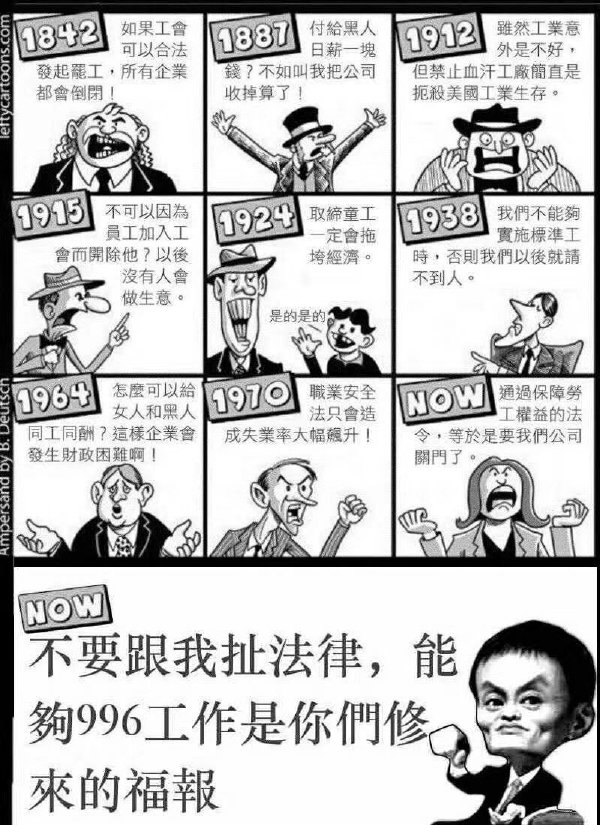 leftycartoons.com
Ampersand by B. Deutsch
1842
如果工會
可以合法
發起罷工，所有企業
都會倒閉！
1887
付給黑人
日薪一塊
錢？不如叫我把公司
收掉算了！
1912
雖然工業意
外是不好，
但禁止血汗工廠簡直是
扼殺美國工業生存。
1915
不可以因為
員工加入工
會而開除他？以後
沒有人會
做生意。
1924
取締童工
一定會拖
垮經濟。
是的是的
1938
我們不能夠
實施標準工
時，否則我們以後就請
不到人。
1964
怎麼可以給
女人和黑人
同工同酬？這樣企業會
發生財政困難啊！
1970
職業安全
法只會造
成失業率大幅飆升！
NOW
通過保障勞
工權益的法
令，等於是要我們公司
關門了。
NOW
不要跟我扯法律，能
夠996工作是你們修
來的福報